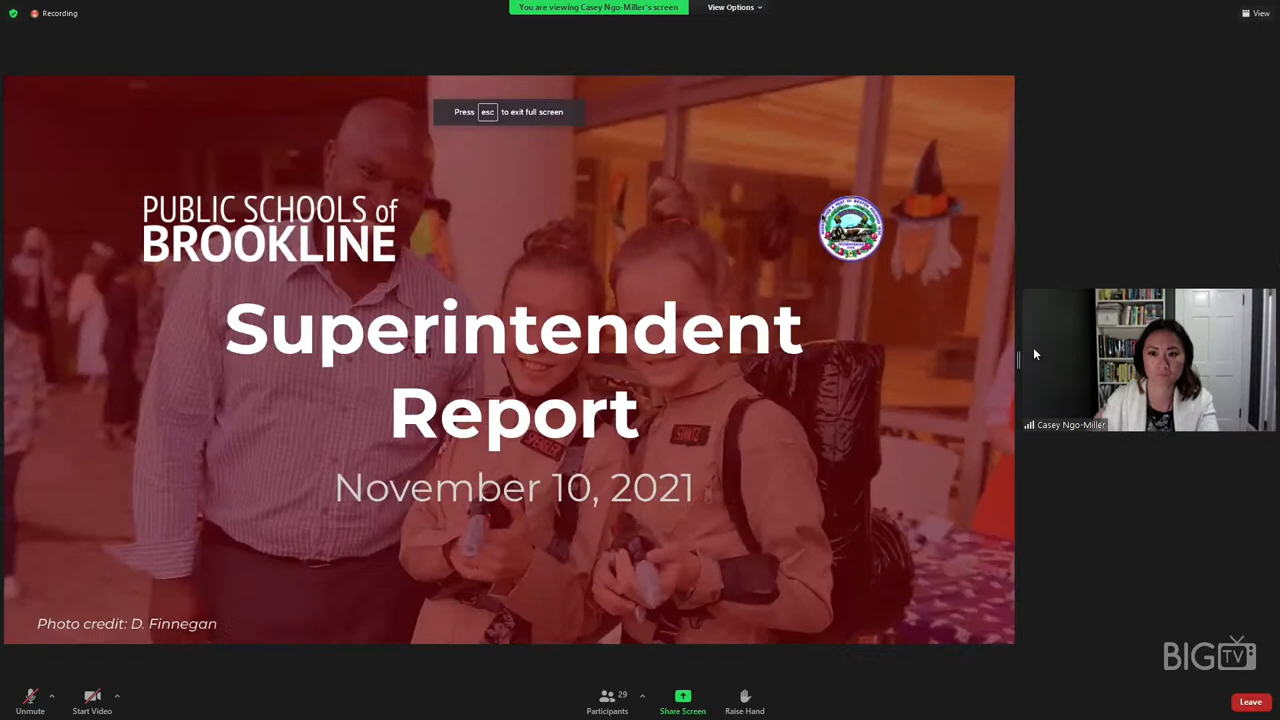 Recording
You are viewing Casey Ngo-Miller's screen
View Options
View
Press esc to exit full screen
PUBLIC SCHOOLS of
BROOKLINE
Superintendent
Report
November 10, 2021
Photo credit: D. Finnegan
Casey Ngo-Miller
BIG TV
Unmute
Start Video
29
Participants
Share Screen
Raise Hand
Leave